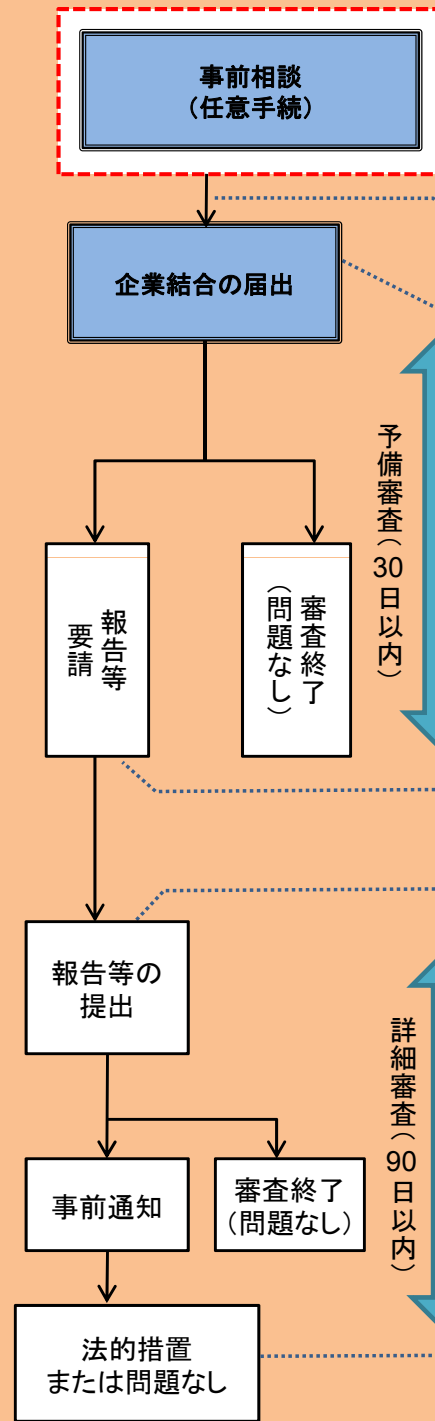 事前相談
（任意手続）
企業結合の届出
予備審査（30日以内）
報告等
要請
審査終了
（問題なし）
報告等の
提出
詳細審査（90日以内）
事前通知
審査終了
（問題なし）
法的措置
または問題なし